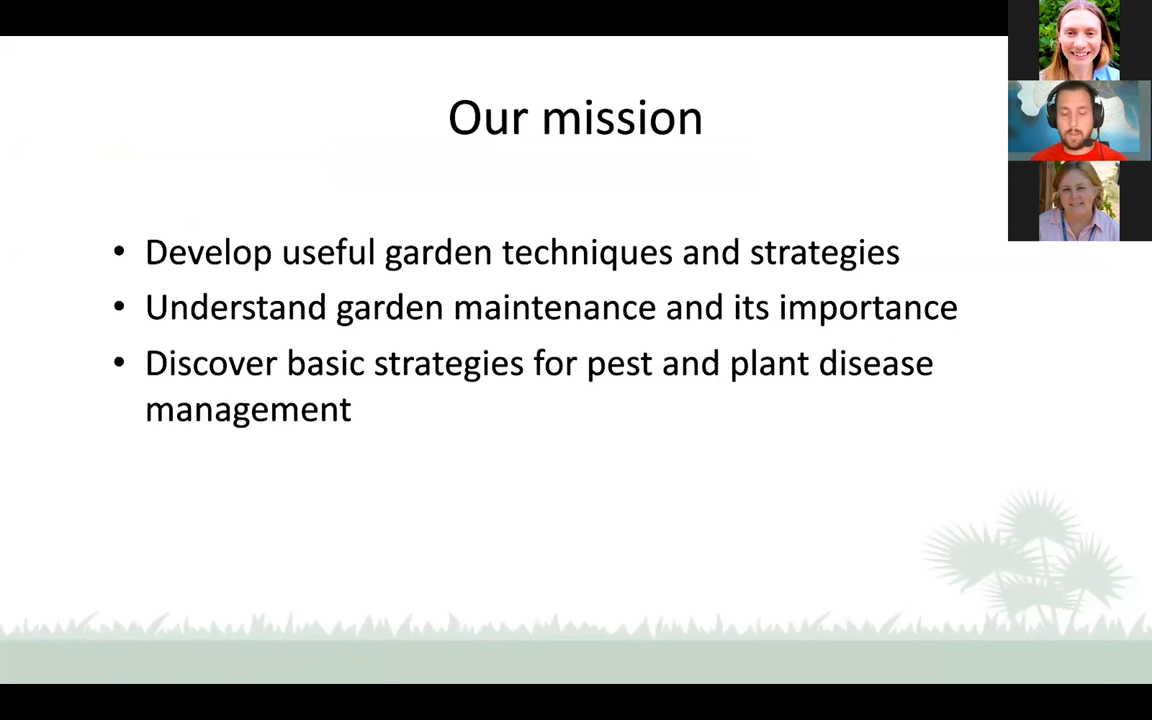 Our mission
• Develop useful garden techniques and strategies
• Understand garden maintenance and its importance
• Discover basic strategies for pest and plant disease
management